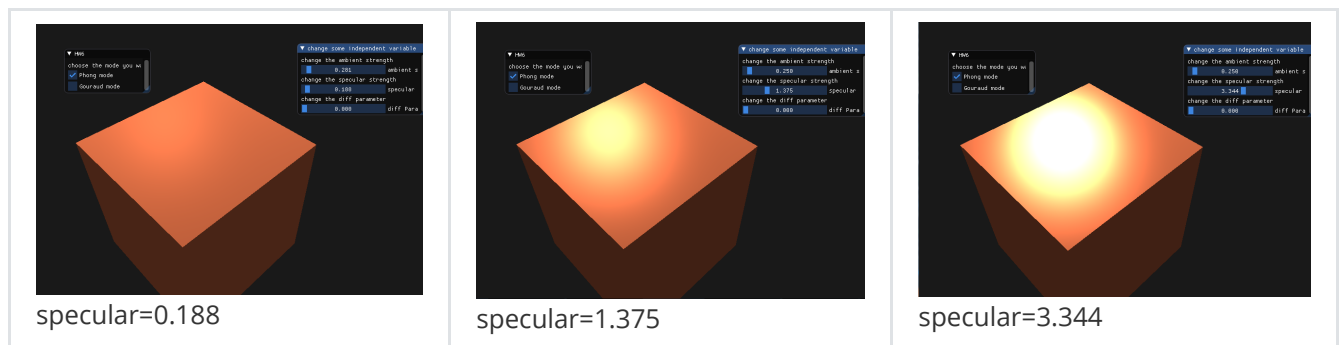 ▼ HW6
choose the mode you wa
Phong mode
Gouraud mode
▼ change some independent variable
change the ambient strength
0.281 ambient s
change the specular strength
0.188 specular
change the diff parameter
0.000 diff Para
specular=0.188
▼ HW6
choose the mode you wa
Phong mode
Gouraud mode
▼ change some independent variable
change the ambient strength
0.250 ambient s
change the specular strength
1.375 specular
change the diff parameter
0.000 diff Para
specular=1.375
▼ HW6
choose the mode you wa
Phong mode
Gouraud mode
▼ change some independent variable
change the ambient strength
0.250 ambient s
change the specular strength
3.344 specular
change the diff parameter
0.000 diff Para
specular=3.344